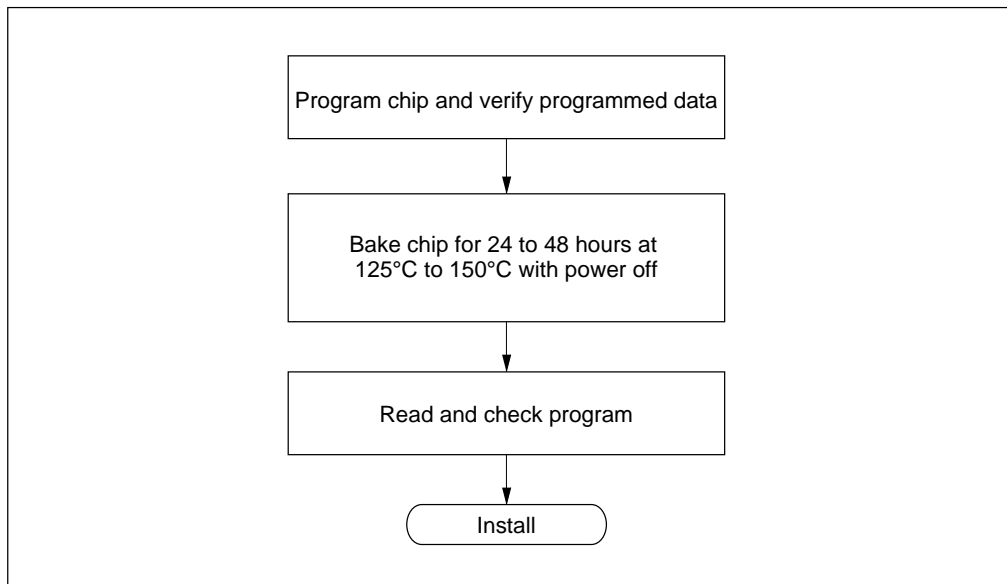 Program chip and verify programmed data
Bake chip for 24 to 48 hours at
125°C to 150°C with power off
Read and check program
Install